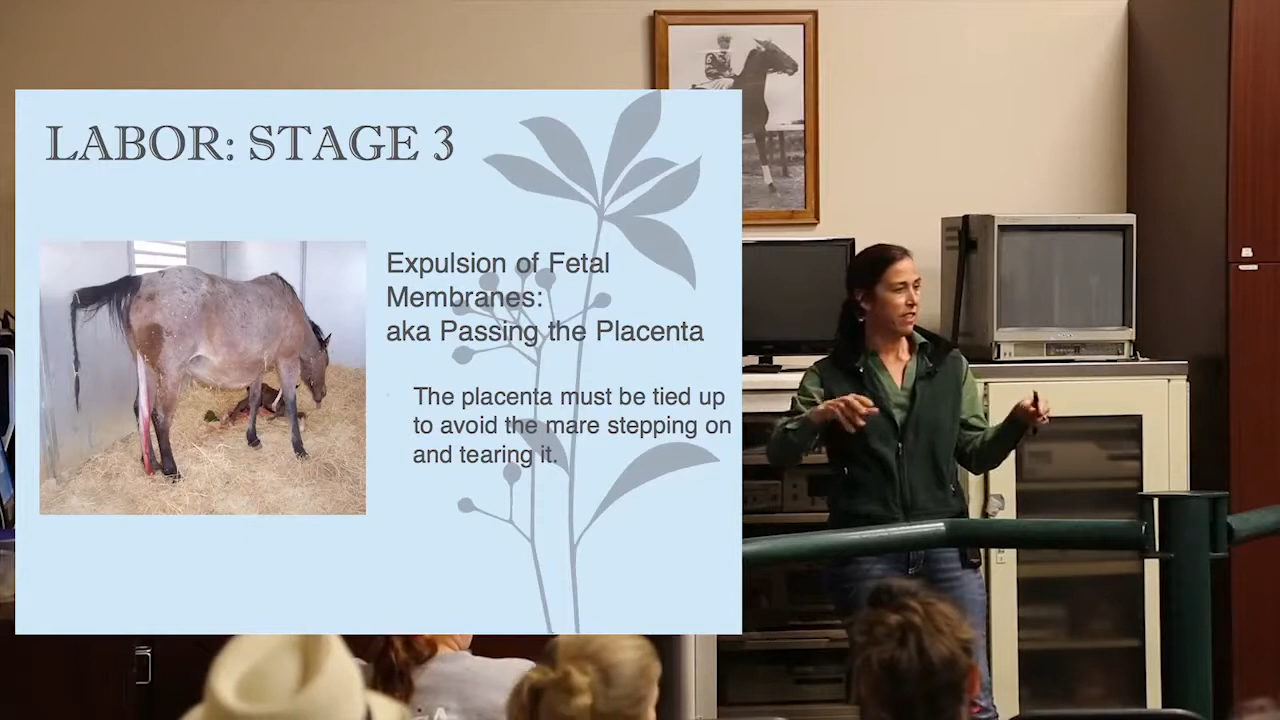 LABOR: STAGE 3
Expulsion of Fetal
Membranes:
aka Passing the Placenta
The placenta must be tied up
to avoid the mare stepping on
and tearing it.